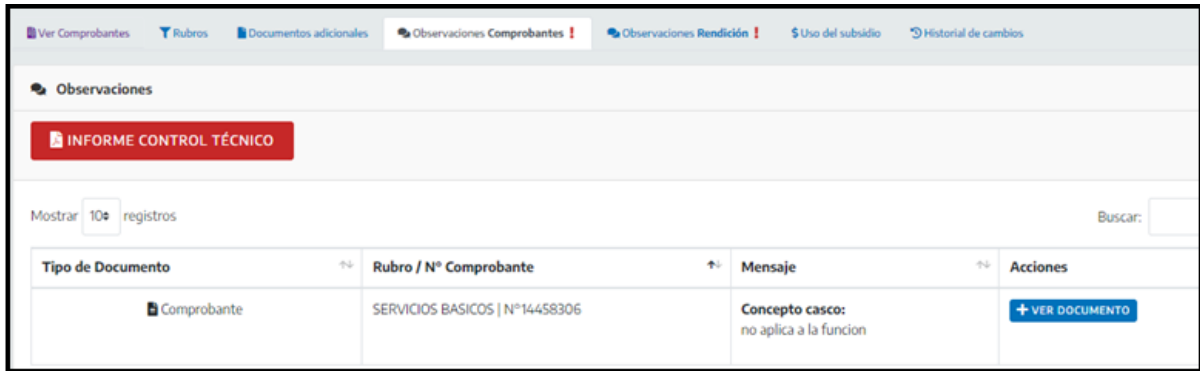 Ver Comprobantes Rubros Documentos adicionales Observaciones Comprobantes ! Observaciones Rendición ! $ Uso del subsidio Historial de cambios
Observaciones
INFORME CONTROL TÉCNICO
Mostrar 10 registros Buscar:
Tipo de Documento Rubro / Nº Comprobante Mensaje Acciones
Comprobante SERVICIOS BASICOS | N°14458306 Concepto casco: + VER DOCUMENTO
no aplica a la funcion